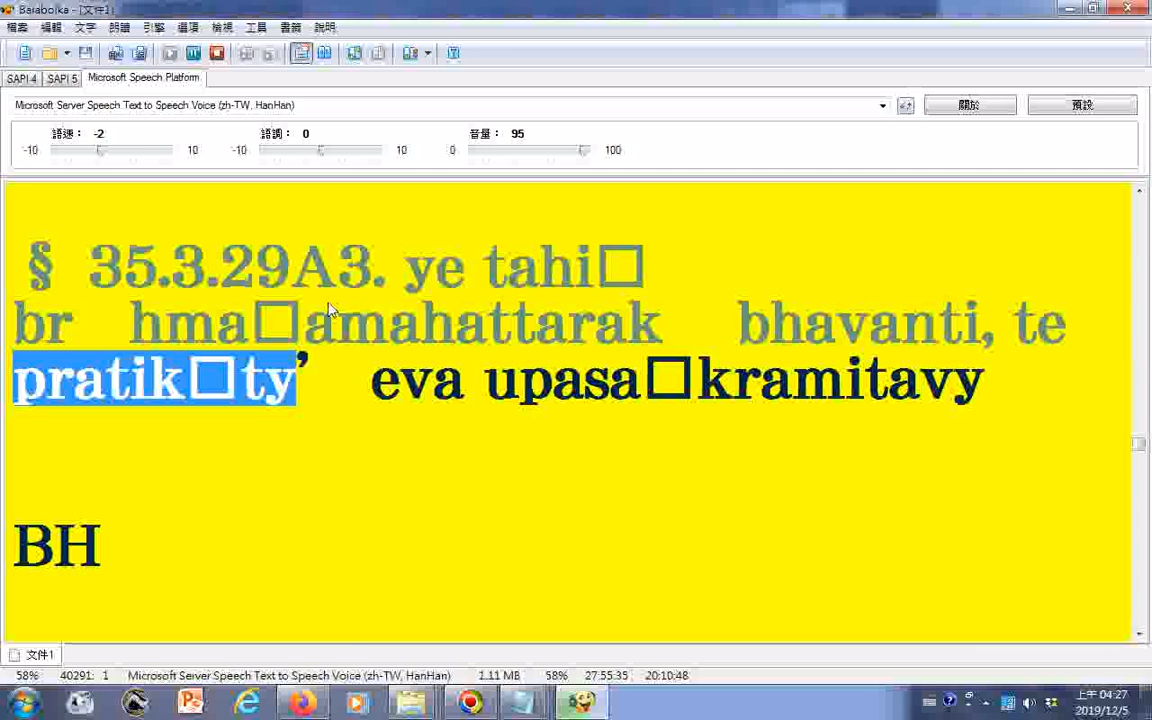 Balabolka - [文件1]
檔案 編輯 文字 朗讀 引擎 選項 檢視 工具 書籤 說明
SAPI 4 SAPI 5 Microsoft Speech Platform
Microsoft Server Speech Text to Speech Voice (zh-TW, HanHan) 關於 預設
語速： -2 語調： 0 音量： 95
-10 10 -10 10 0 100
§ 35.3.29A3. ye tahi□
br hma□amahattarak bhavanti, te
pratik□ty’ eva upasa□kramitavy
BH
文件1
58% 40291: 1 Microsoft Server Speech Text to Speech Voice (zh-TW, HanHan) 1.11 MB 58% 27:55:35 20:10:48
上午 04:27
2019/12/5